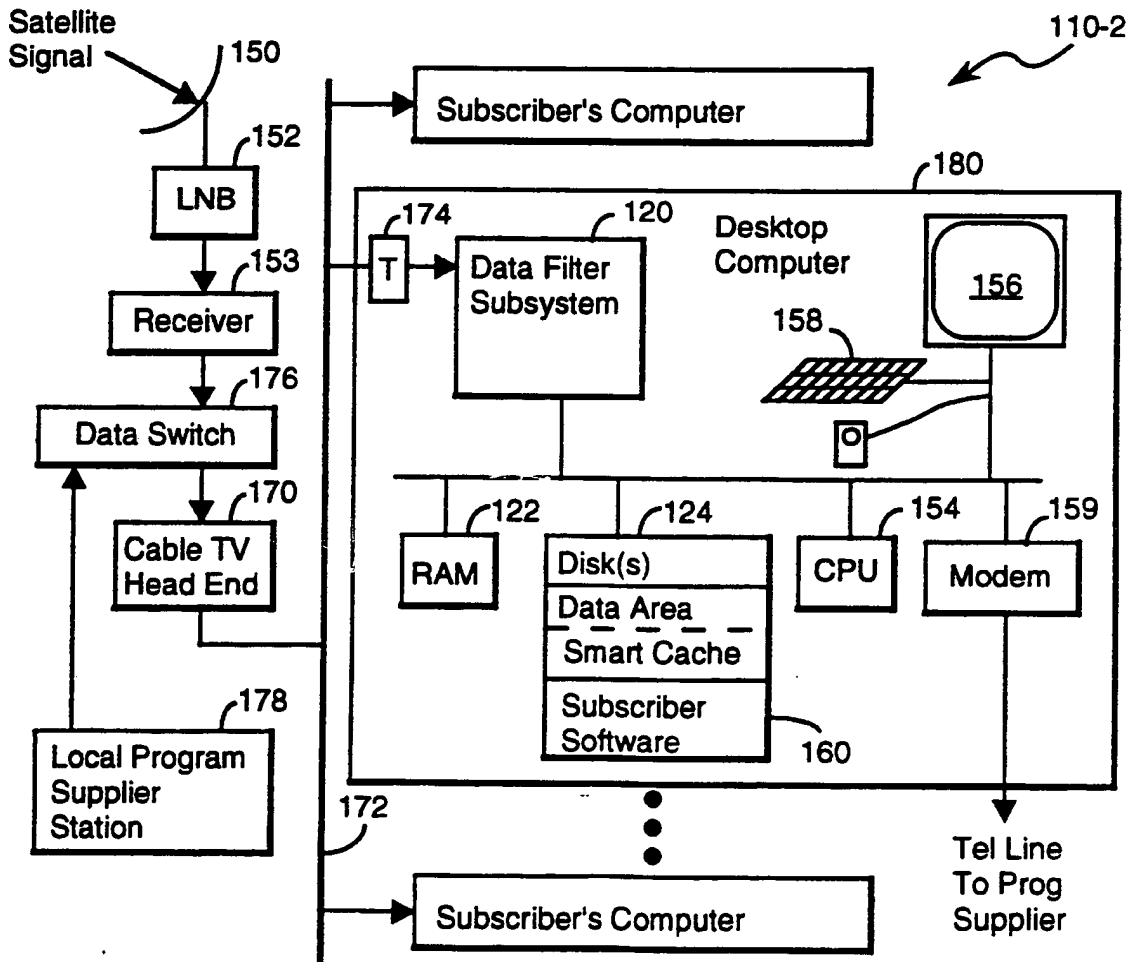 Satellite
Signal
150
110-2
Subscriber's Computer
152
LNB
180
174
T
120
Data Filter
Subsystem
Desktop
Computer
156
153
Receiver
158
176
Data Switch
170
Cable TV
Head End
122
RAM
124
Disk(s)
Data Area
Smart Cache
Subscriber
Software
160
154
CPU
159
Modem
178
Local Program
Supplier
Station
172
Tel Line
To Prog
Supplier
Subscriber's Computer